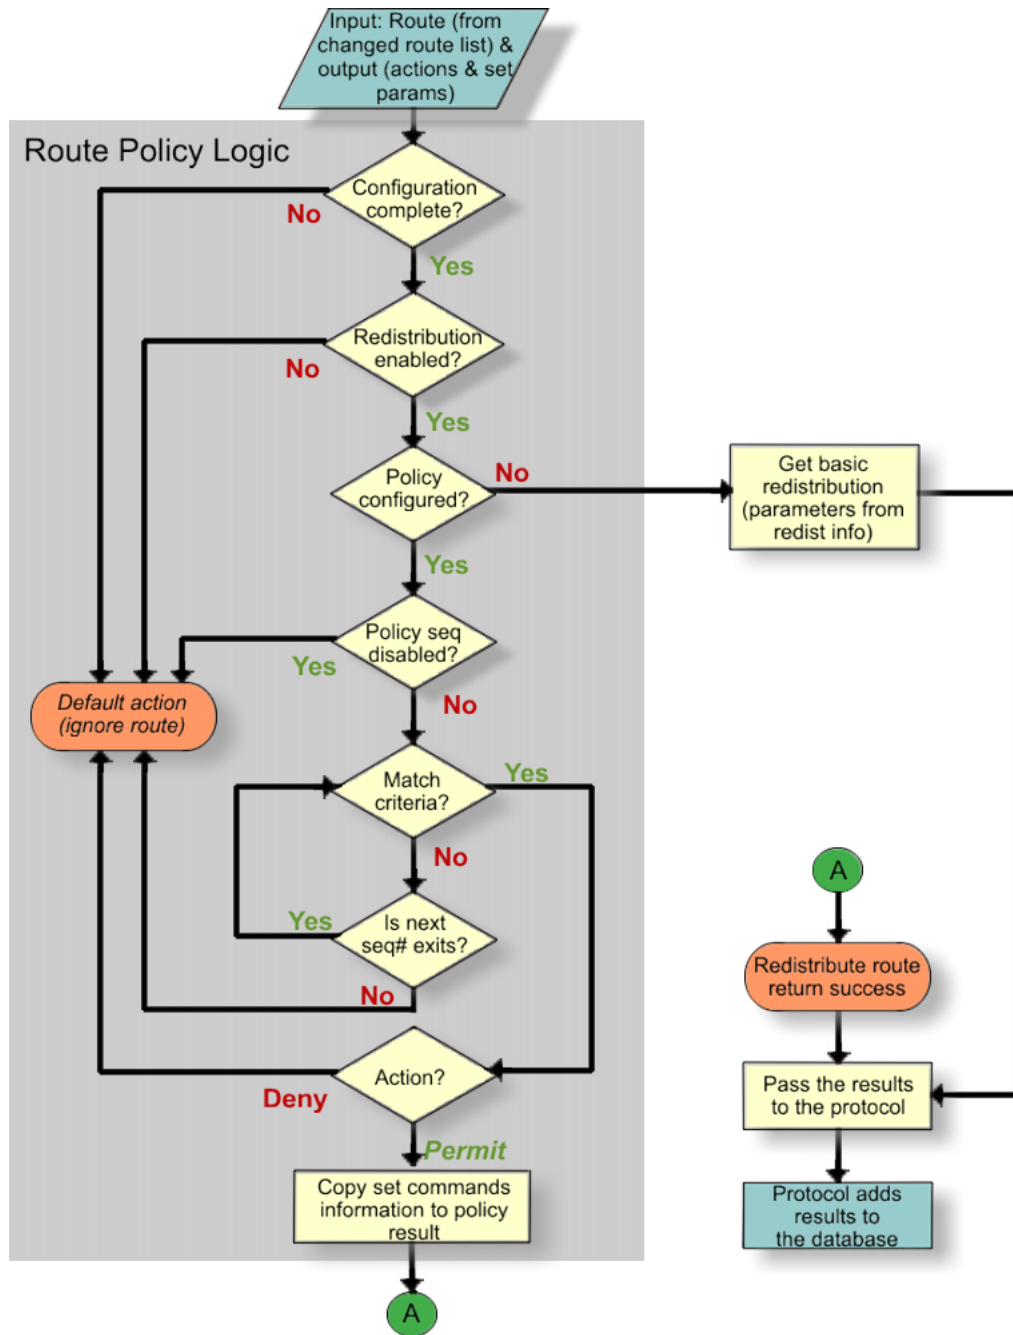 Input: Route (from
changed route list) &
output (actions & set
params)
Route Policy Logic
Configuration
complete?
No
Yes
Redistribution
enabled?
No
Yes
Policy
configured?
No
Get basic
redistribution
(parameters from
redist info)
Yes
Policy seq
disabled?
Yes
No
Default action
(ignore route)
Match
criteria?
Yes
No
Is next
seq# exits?
Yes
No
Action?
Deny
Permit
Copy set commands
information to policy
result
A
A
Redistribute route
return success
Pass the results
to the protocol
Protocol adds
results to
the database